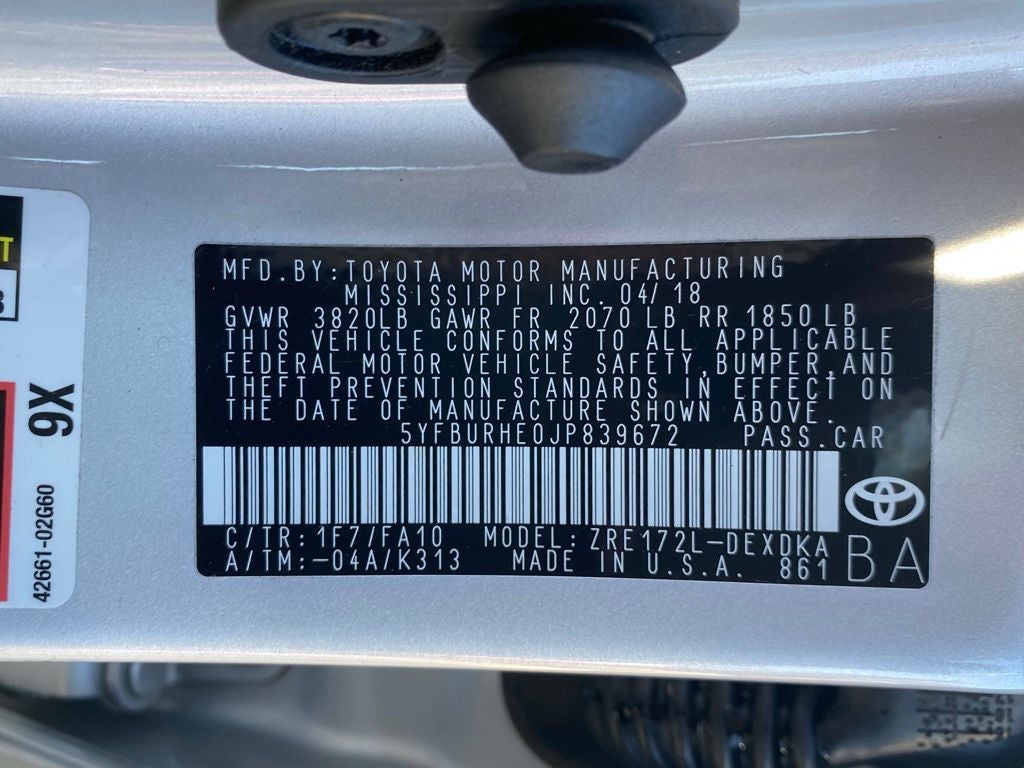 MFD.BY:TOYOTA MOTOR MANUFACTURING
MISSISSIPPI INC. 04/18
GVWR 3820LB GAWR FR 2070 LB RR 1850 LB
THIS VEHICLE CONFORMS TO ALL APPLICABLE
FEDERAL MOTOR VEHICLE SAFETY,BUMPER,AND
THEFT PREVENTION STANDARDS IN EFFECT ON
THE DATE OF MANUFACTURE SHOWN ABOVE.
5YFBURHE0JP839672 PASS.CAR
C/TR:1F7/FA10 MODEL:ZRE172L-DEXDKA
A/TM:-04A/K313 MADE IN U.S.A. 861
BA
9X
42661-02G60
T